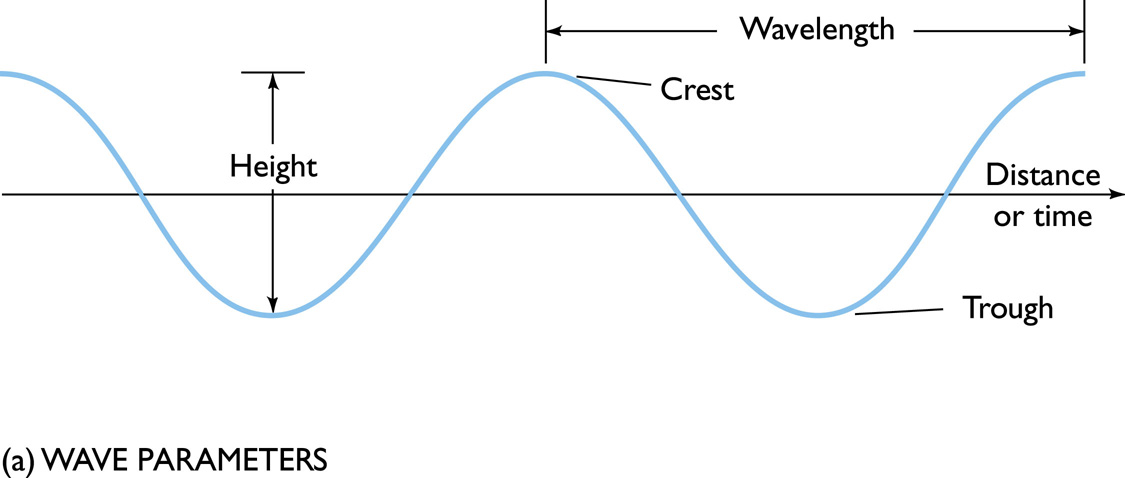 Wavelength
Crest
Height
Distance
or time
Trough
(a) WAVE PARAMETERS